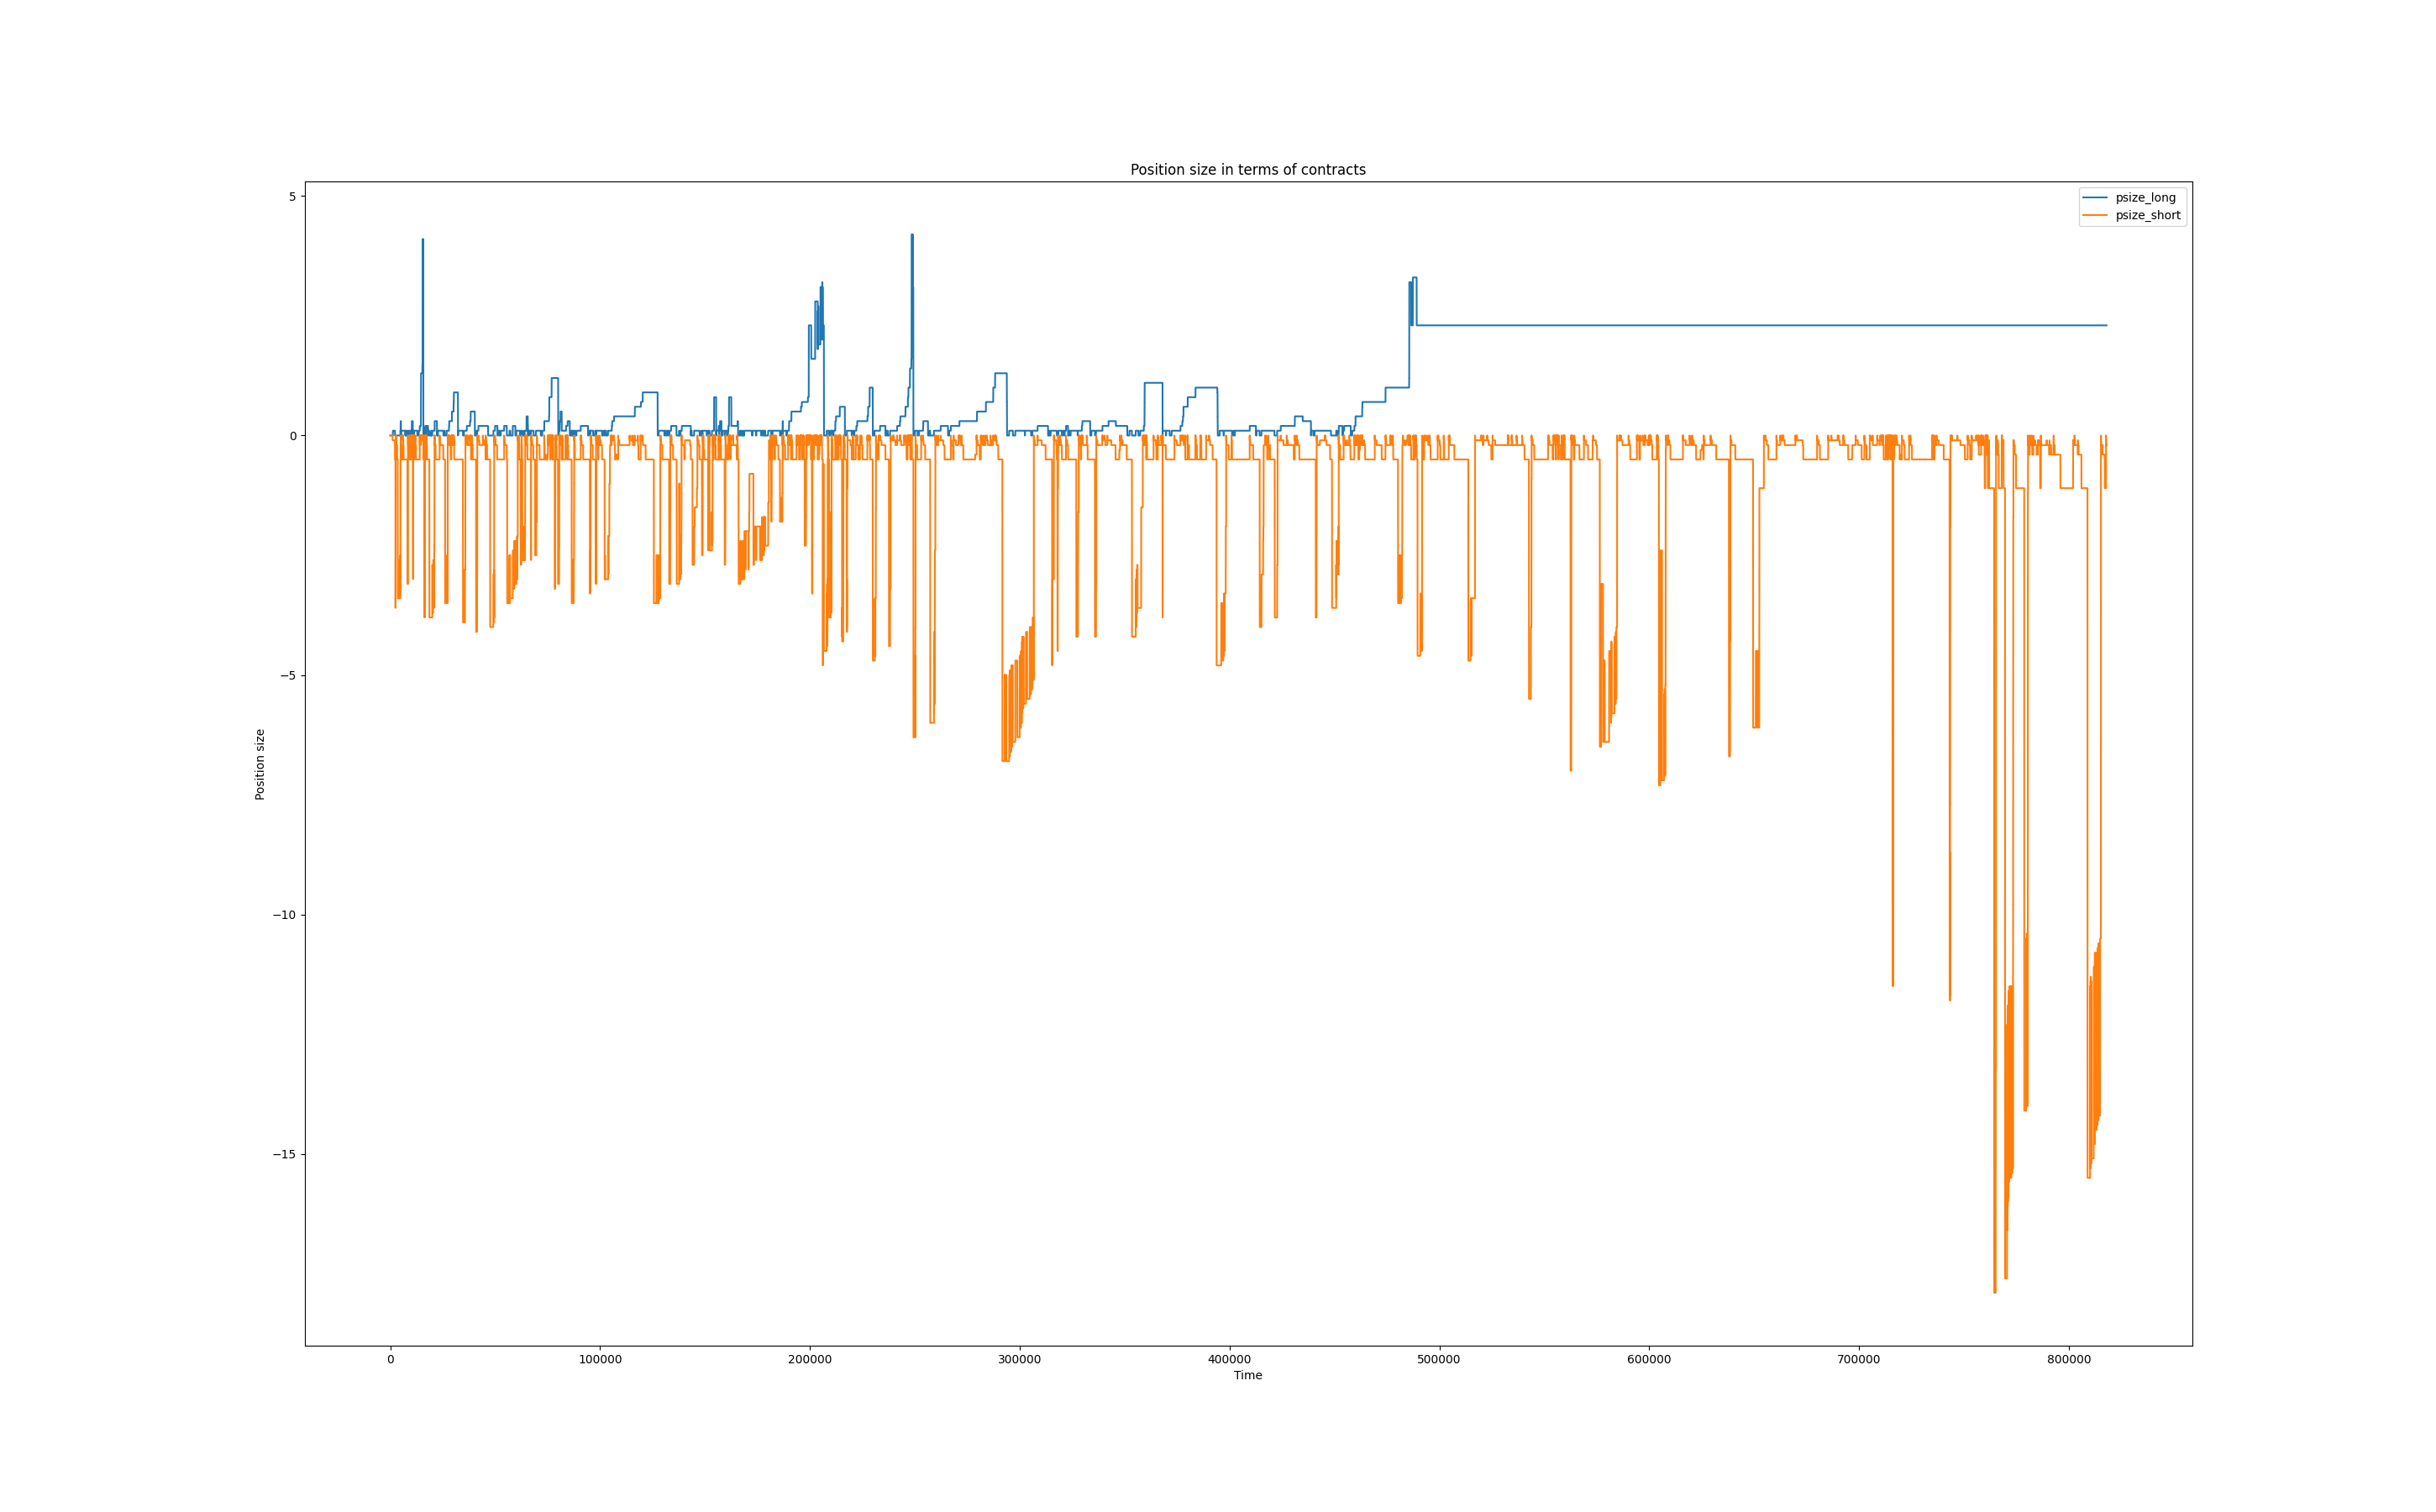 Position size in terms of contracts
psize_long
psize_short
Position size
5
0
−5
−10
−15
0 100000 200000 300000 400000 500000 600000 700000 800000
Time